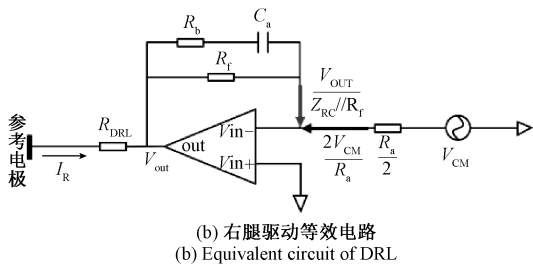 R_b
C_a
R_f
V_OUT
Z_RC//R_f
参考电极
R_DRL
I_R
V_out
out
Vin−
Vin+
2V_CM
R_a
R_a
2
V_CM
(b) 右腿驱动等效电路
(b) Equivalent circuit of DRL